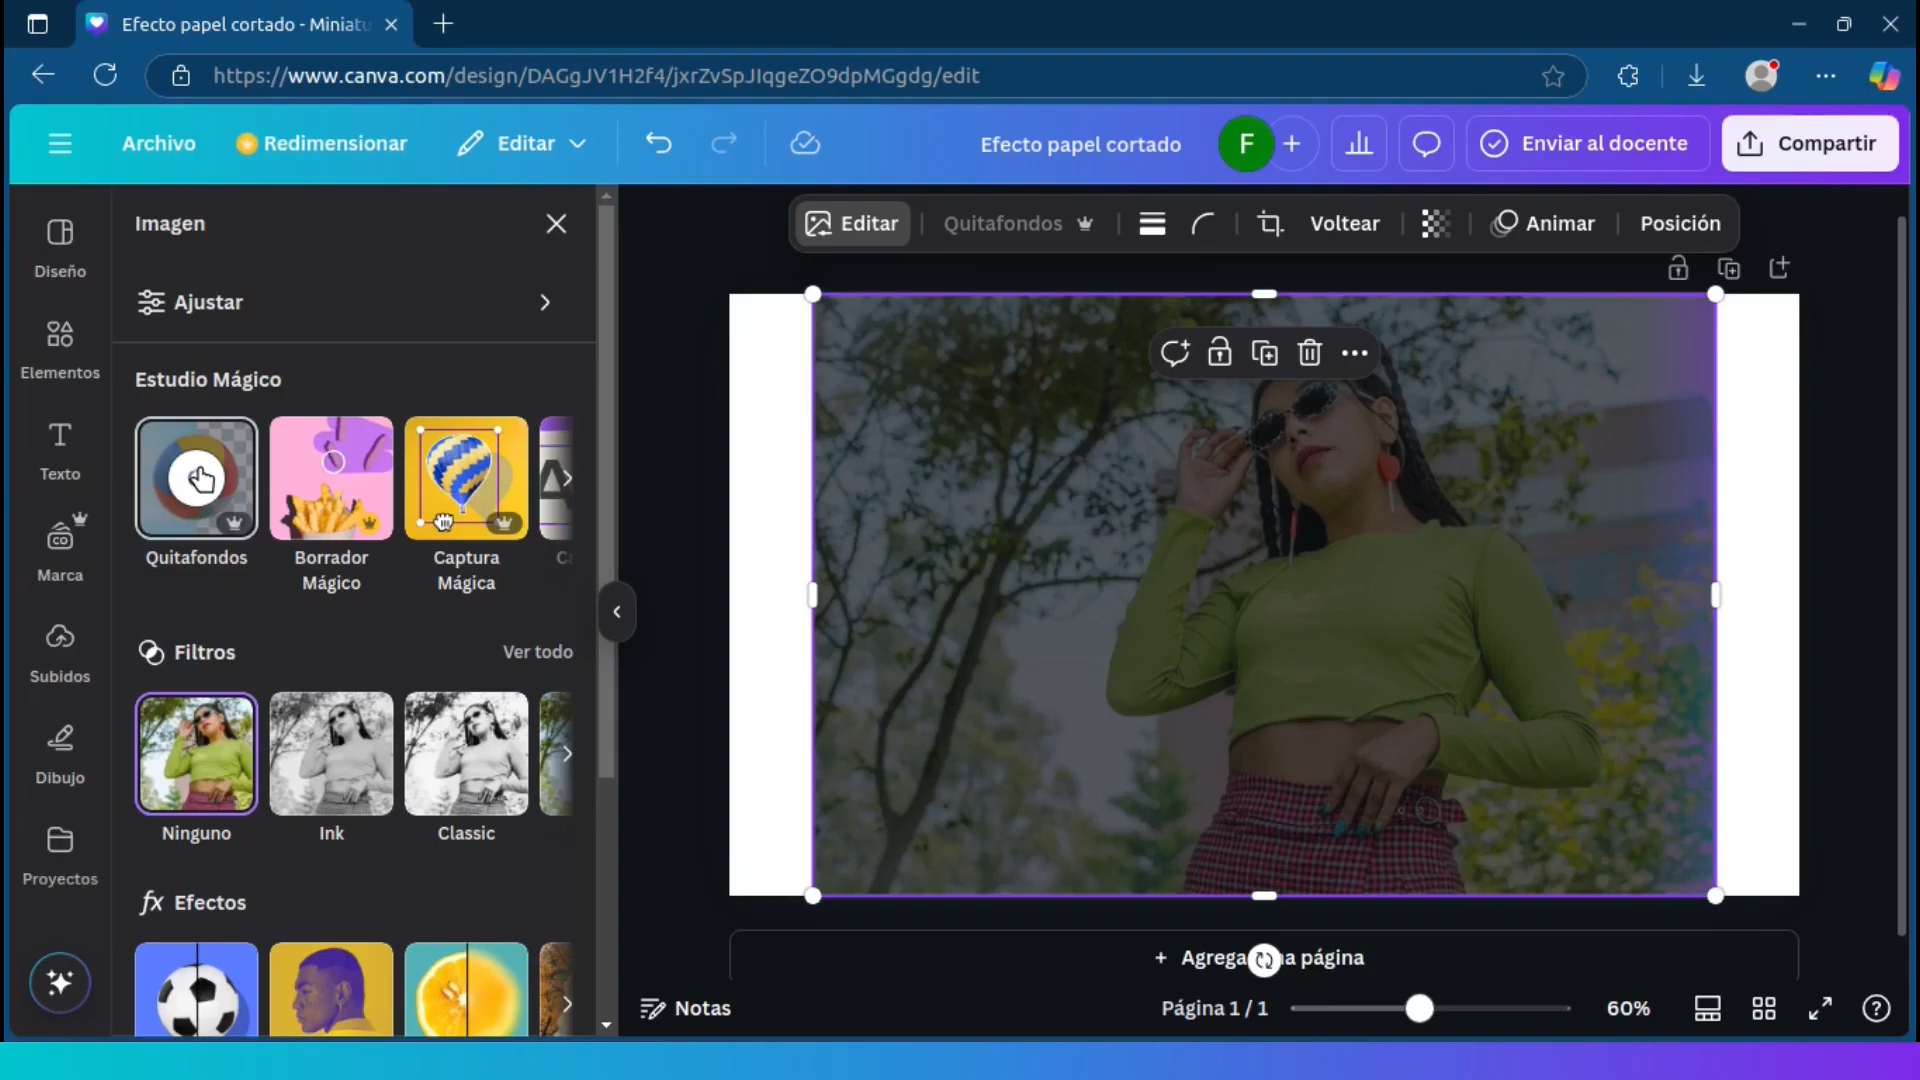 Efecto papel cortado - Miniatu
https://www.canva.com/design/DAGgJV1H2f4/jxrZvSpJIqgeZO9dpMGgdg/edit
Archivo
Redimensionar
Editar
Efecto papel cortado
F
Enviar al docente
Compartir
Diseño
Elementos
Texto
Marca
Subidos
Dibujo
Proyectos
Imagen
Ajustar
Estudio Mágico
Quitafondos
Borrador
Mágico
Captura
Mágica
Filtros
Ver todo
Ninguno
Ink
Classic
fx Efectos
Editar
Quitafondos
Voltear
Animar
Posición
+ Agrega
na página
Notas
Página 1 / 1
60%